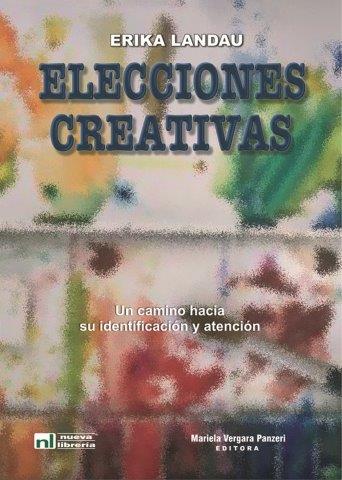 ERIKA LANDAU
ELECCIONES
CREATIVAS
Un camino hacia
su identificación y atención
nl nueva
librería
Mariela Vergara Panzeri
EDITORA